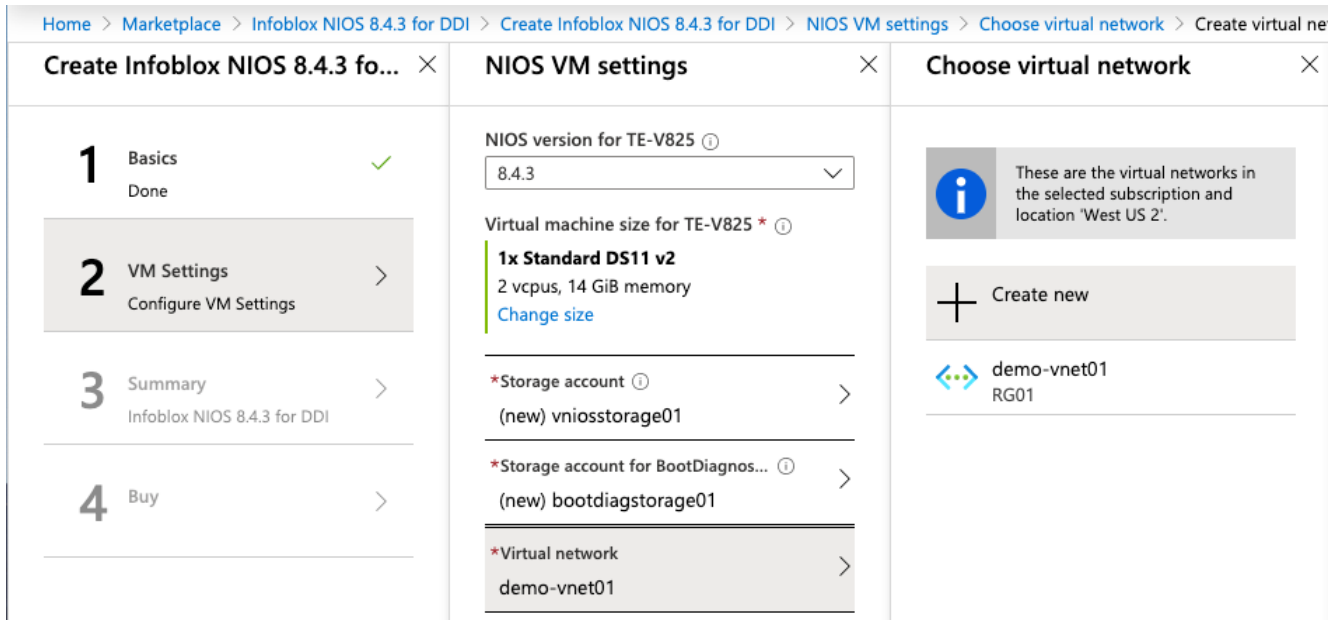 Home > Marketplace > Infoblox NIOS 8.4.3 for DDI > Create Infoblox NIOS 8.4.3 for DDI > NIOS VM settings > Choose virtual network > Create virtual
Create Infoblox NIOS 8.4.3 fo...
1
Basics
Done
2
VM Settings
Configure VM Settings
3
Summary
Infoblox NIOS 8.4.3 for DDI
4
Buy
NIOS VM settings
NIOS version for TE-V825
8.4.3
Virtual machine size for TE-V825 *
1x Standard DS11 v2
2 vcpus, 14 GiB memory
Change size
*Storage account
(new) vniosstorage01
*Storage account for BootDiagnos...
(new) bootdiagstorage01
*Virtual network
demo-vnet01
Choose virtual network
These are the virtual networks in
the selected subscription and
location 'West US 2'.
Create new
demo-vnet01
RG01